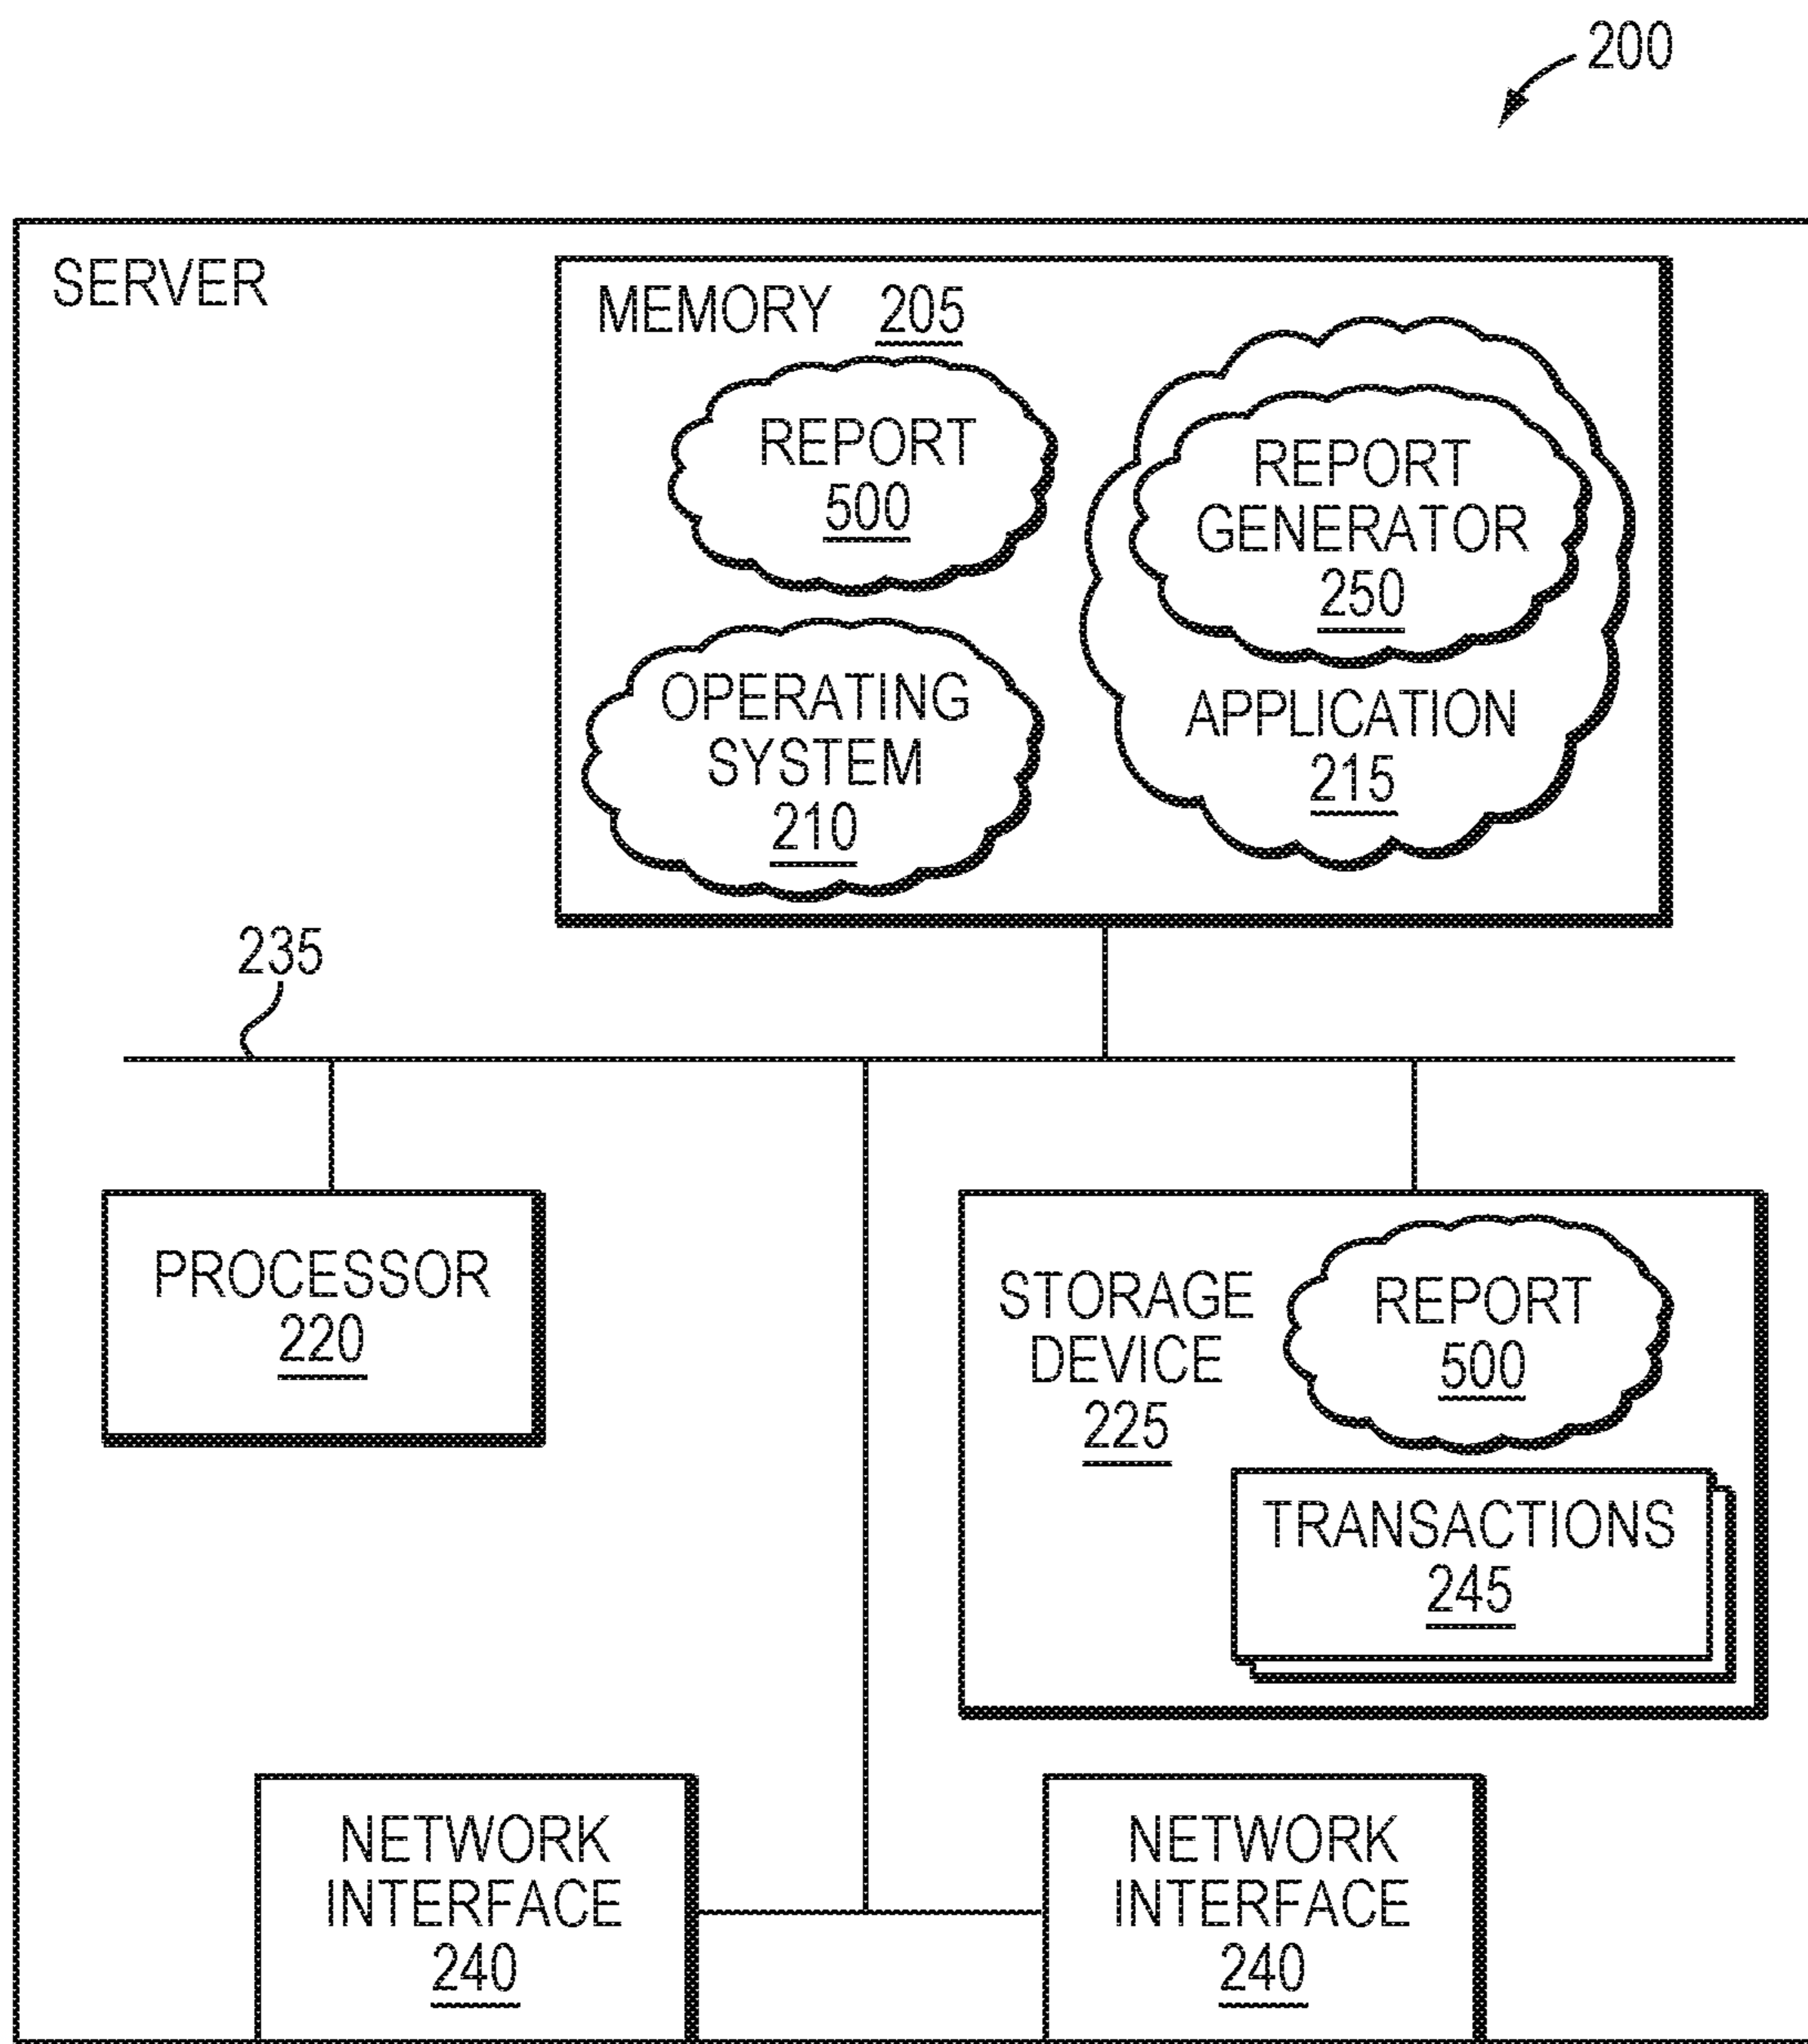 200
SERVER
MEMORY 205
REPORT
500
REPORT
GENERATOR
250
OPERATING
SYSTEM
210
APPLICATION
215
235
PROCESSOR
220
STORAGE
DEVICE
225
REPORT
500
TRANSACTIONS
245
NETWORK
INTERFACE
240
NETWORK
INTERFACE
240